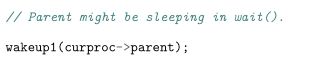 // Parent might be sleeping in wait().
wakeup1(curproc->parent);